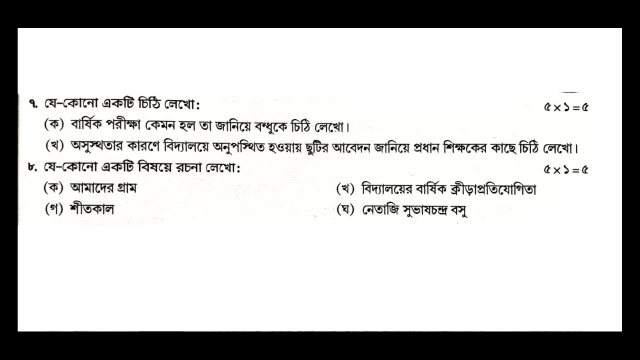 ৭. যে-কোনো একটি চিঠি লেখো: ৫×১=৫
(ক) বার্ষিক পরীক্ষা কেমন হল তা জানিয়ে বন্ধুকে চিঠি লেখো।
(খ) অসুস্থতার কারণে বিদ্যালয়ে অনুপস্থিত হওয়ায় ছুটির আবেদন জানিয়ে প্রধান শিক্ষকের কাছে চিঠি লেখো।
৮. যে-কোনো একটি বিষয়ে রচনা লেখো: ৫×১=৫
(ক) আমাদের গ্রাম (খ) বিদ্যালয়ের বার্ষিক ক্রীড়াপ্রতিযোগিতা
(গ) শীতকাল (ঘ) নেতাজি সুভাষচন্দ্র বসু